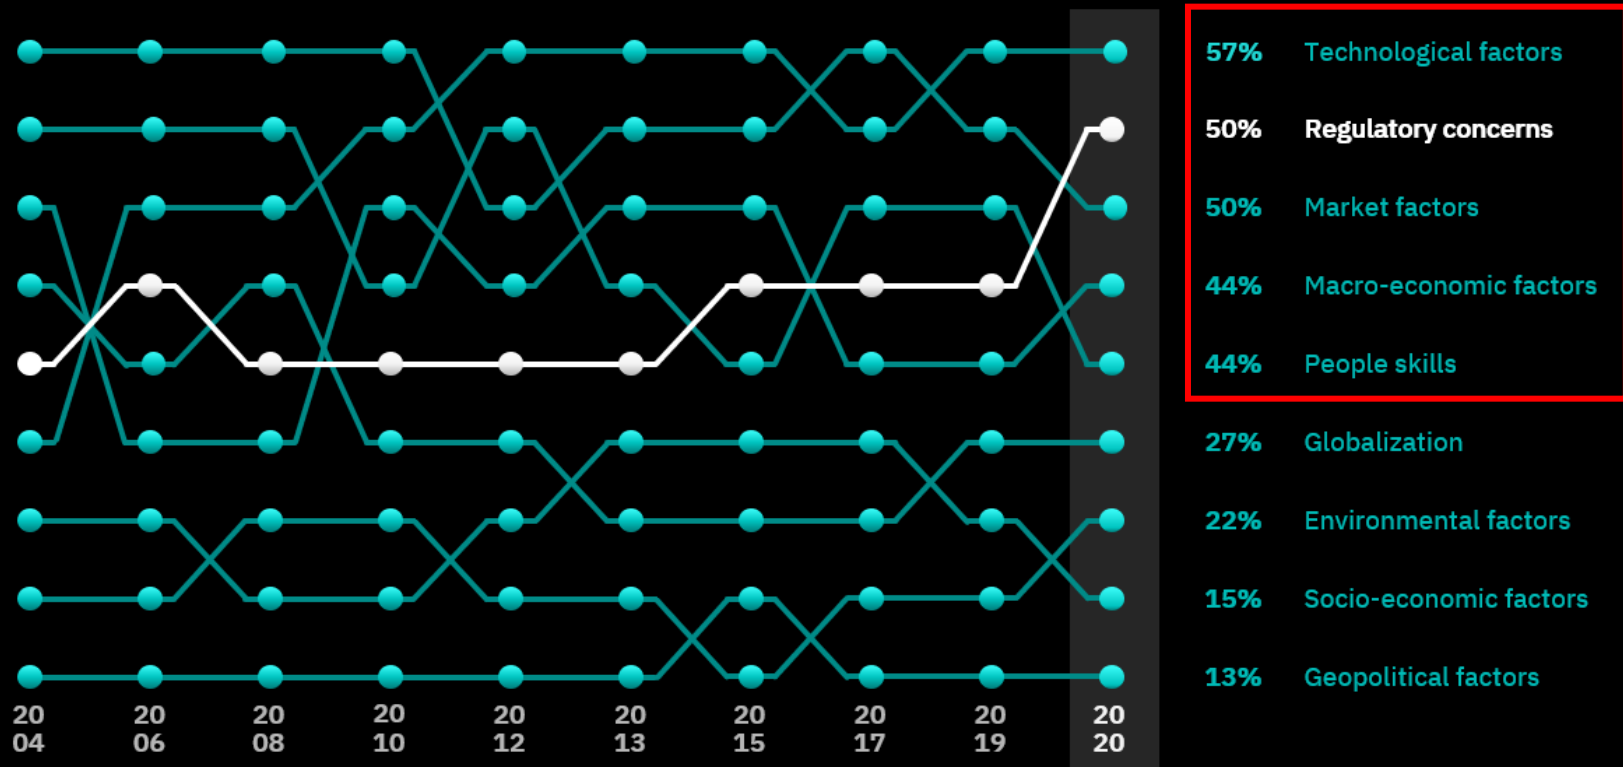 57% Technological factors
50% Regulatory concerns
50% Market factors
44% Macro-economic factors
44% People skills
27% Globalization
22% Environmental factors
15% Socio-economic factors
13% Geopolitical factors
20 20 20 20 20 20 20 20 20 20
04 06 08 10 12 13 15 17 19 20